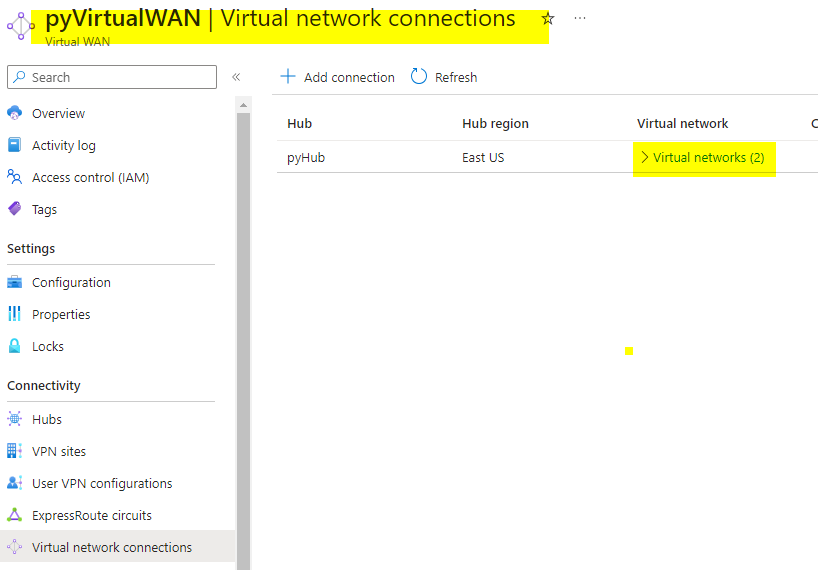 pyVirtualWAN | Virtual network connections
Virtual WAN
Search
Add connection
Refresh
Overview
Activity log
Access control (IAM)
Tags
Settings
Configuration
Properties
Locks
Connectivity
Hubs
VPN sites
User VPN configurations
ExpressRoute circuits
Virtual network connections
Hub Hub region Virtual network C
pyHub East US Virtual networks (2)